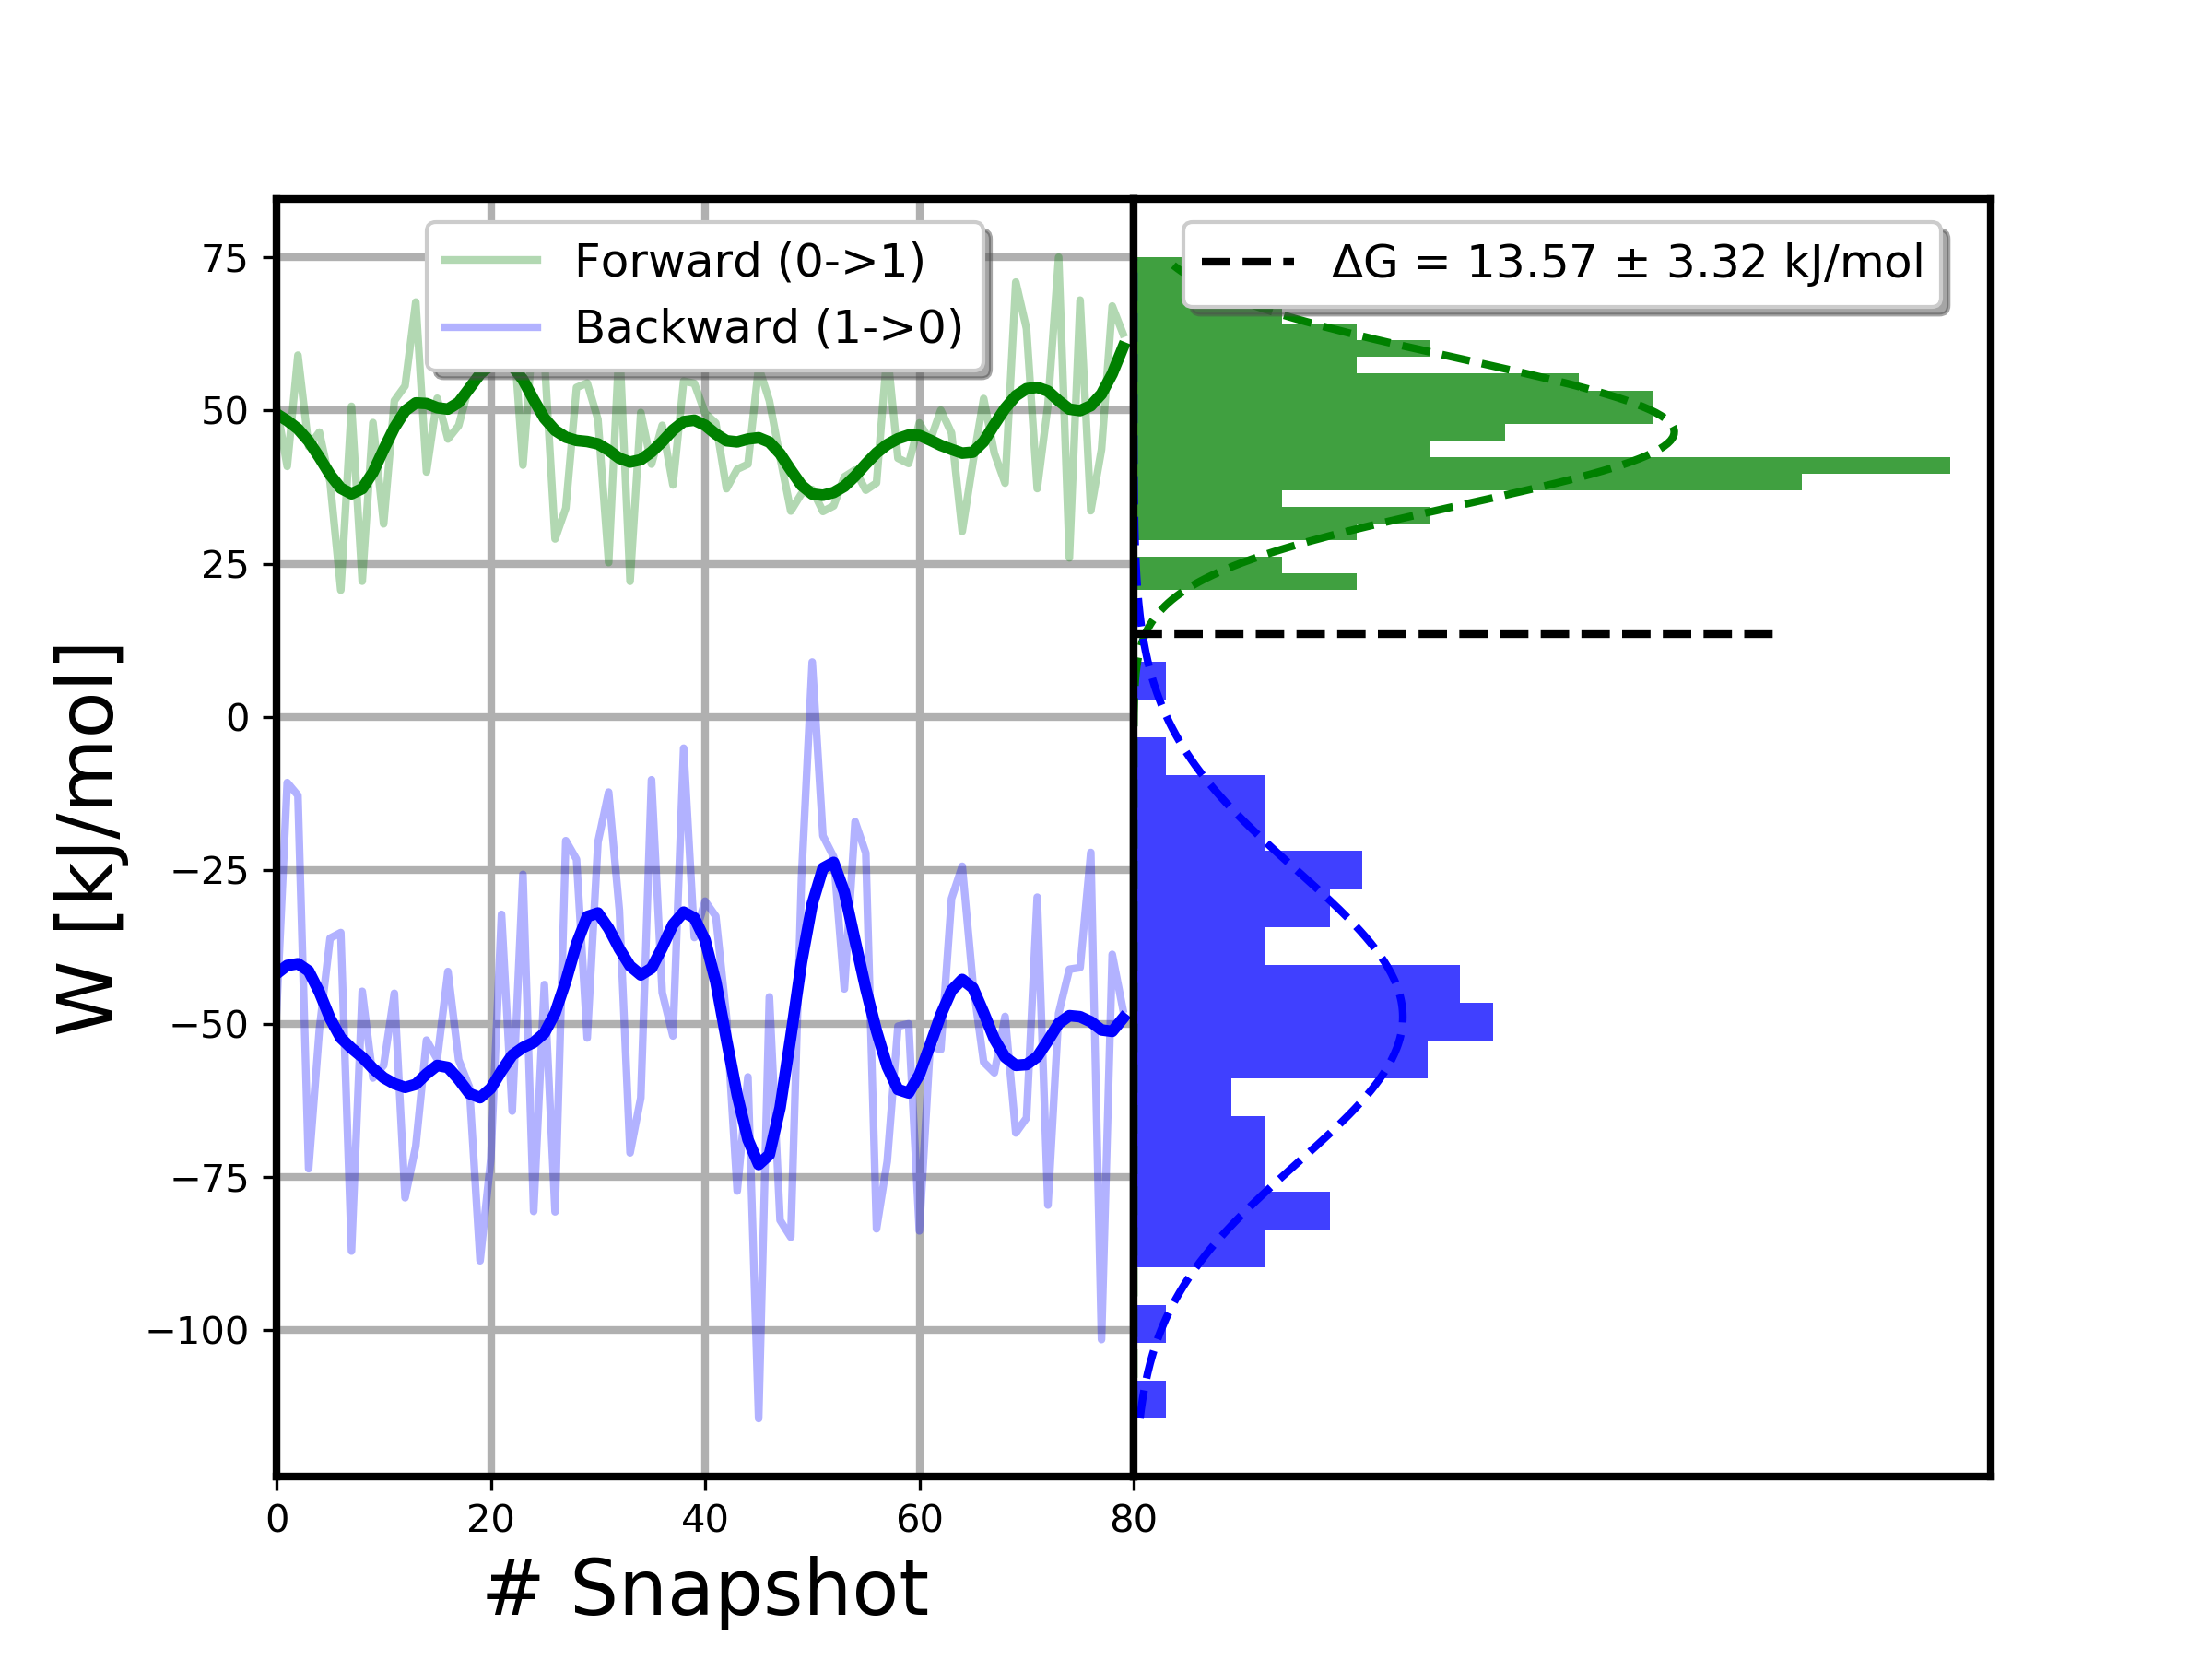 Forward (0->1)
Backward (1->0)
ΔG = 13.57 ± 3.32 kJ/mol
W [kJ/mol]
75
50
25
0
−25
−50
−75
−100
0 20 40 60 80
# Snapshot